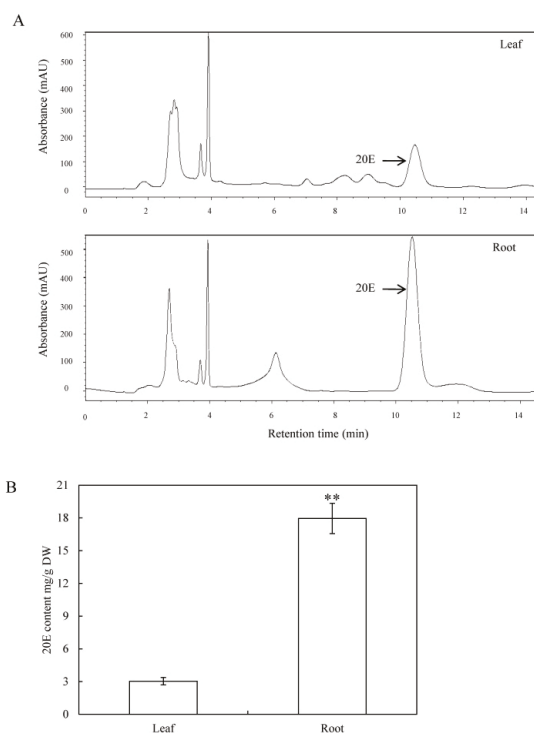 A
Absorbance (mAU)
600
500
400
300
200
100
0
Leaf
20E
0 2 4 6 8 10 12 14
Absorbance (mAU)
500
400
300
200
100
0
Root
20E
0 2 4 6 8 10 12 14
Retention time (min)
B
20E content mg/g DW
21
18
15
12
9
6
3
0
**
Leaf Root